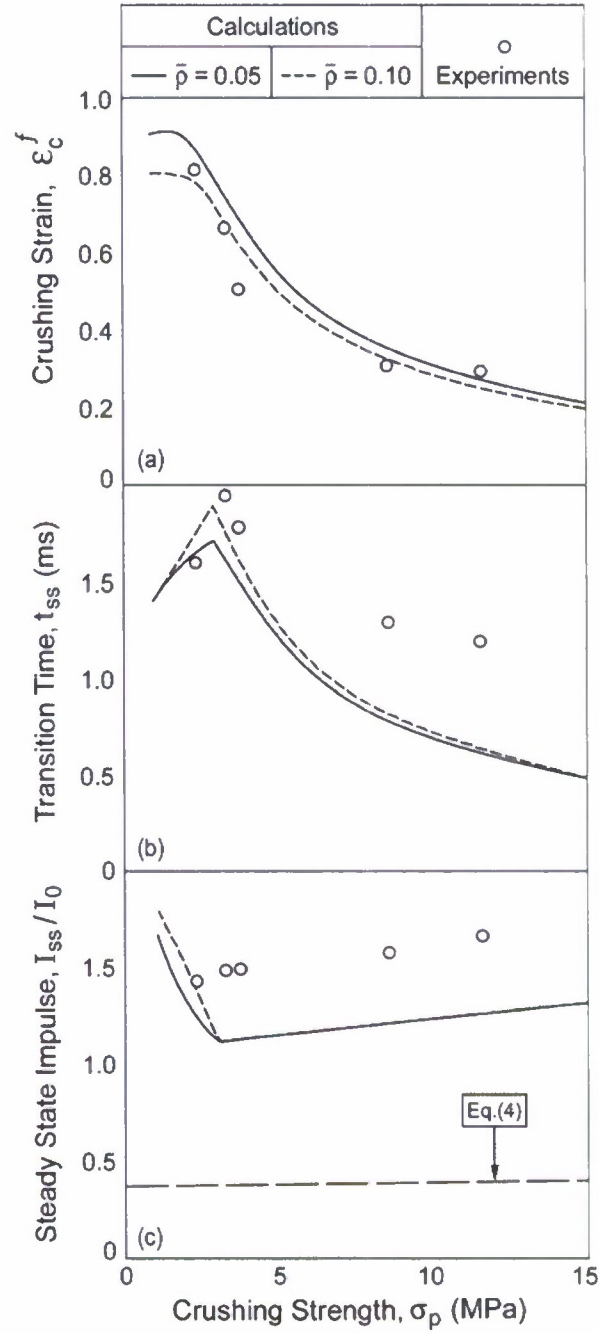 Calculations
— ρ̄ = 0.05 --- ρ̄ = 0.10
○ Experiments
Crushing Strain, ε_c^f
1.0
0.8
0.6
0.4
0.2
0
(a)
Transition Time, t_ss (ms)
1.5
1.0
0.5
0
(b)
Steady State Impulse, I_ss / I_0
1.5
1.0
0.5
0
Eq.(4)
(c)
0 5 10 15
Crushing Strength, σ_p (MPa)